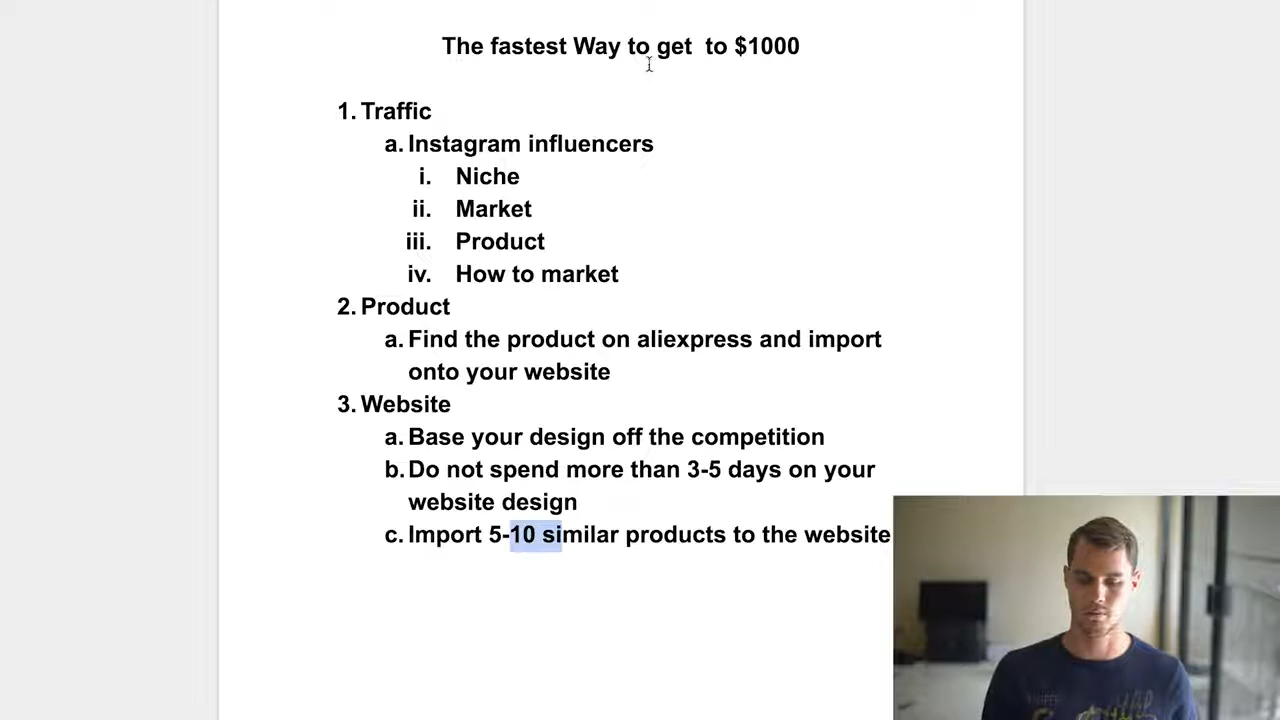 The fastest Way to get  to $1000
1. Traffic
a. Instagram influencers
i. Niche
ii. Market
iii. Product
iv. How to market
2. Product
a. Find the product on aliexpress and import
onto your website
3. Website
a. Base your design off the competition
b. Do not spend more than 3-5 days on your
website design
c. Import 5-10 similar products to the website